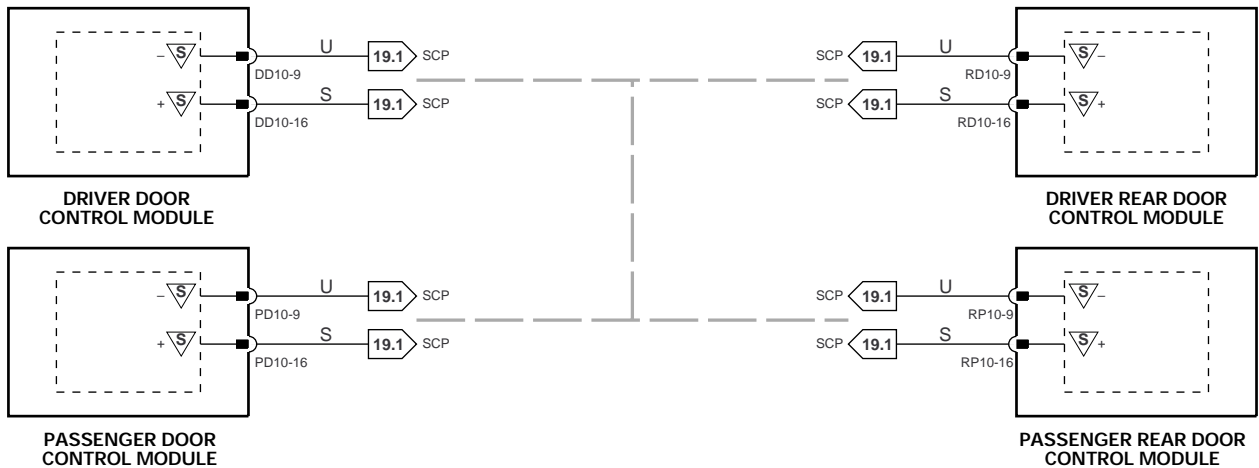 – S U 19.1 SCP
DD10-9
+ S S 19.1 SCP
DD10-16
DRIVER DOOR
CONTROL MODULE
SCP 19.1 U S –
RD10-9
SCP 19.1 S S +
RD10-16
DRIVER REAR DOOR
CONTROL MODULE
– S U 19.1 SCP
PD10-9
+ S S 19.1 SCP
PD10-16
PASSENGER DOOR
CONTROL MODULE
SCP 19.1 U S –
RP10-9
SCP 19.1 S S +
RP10-16
PASSENGER REAR DOOR
CONTROL MODULE